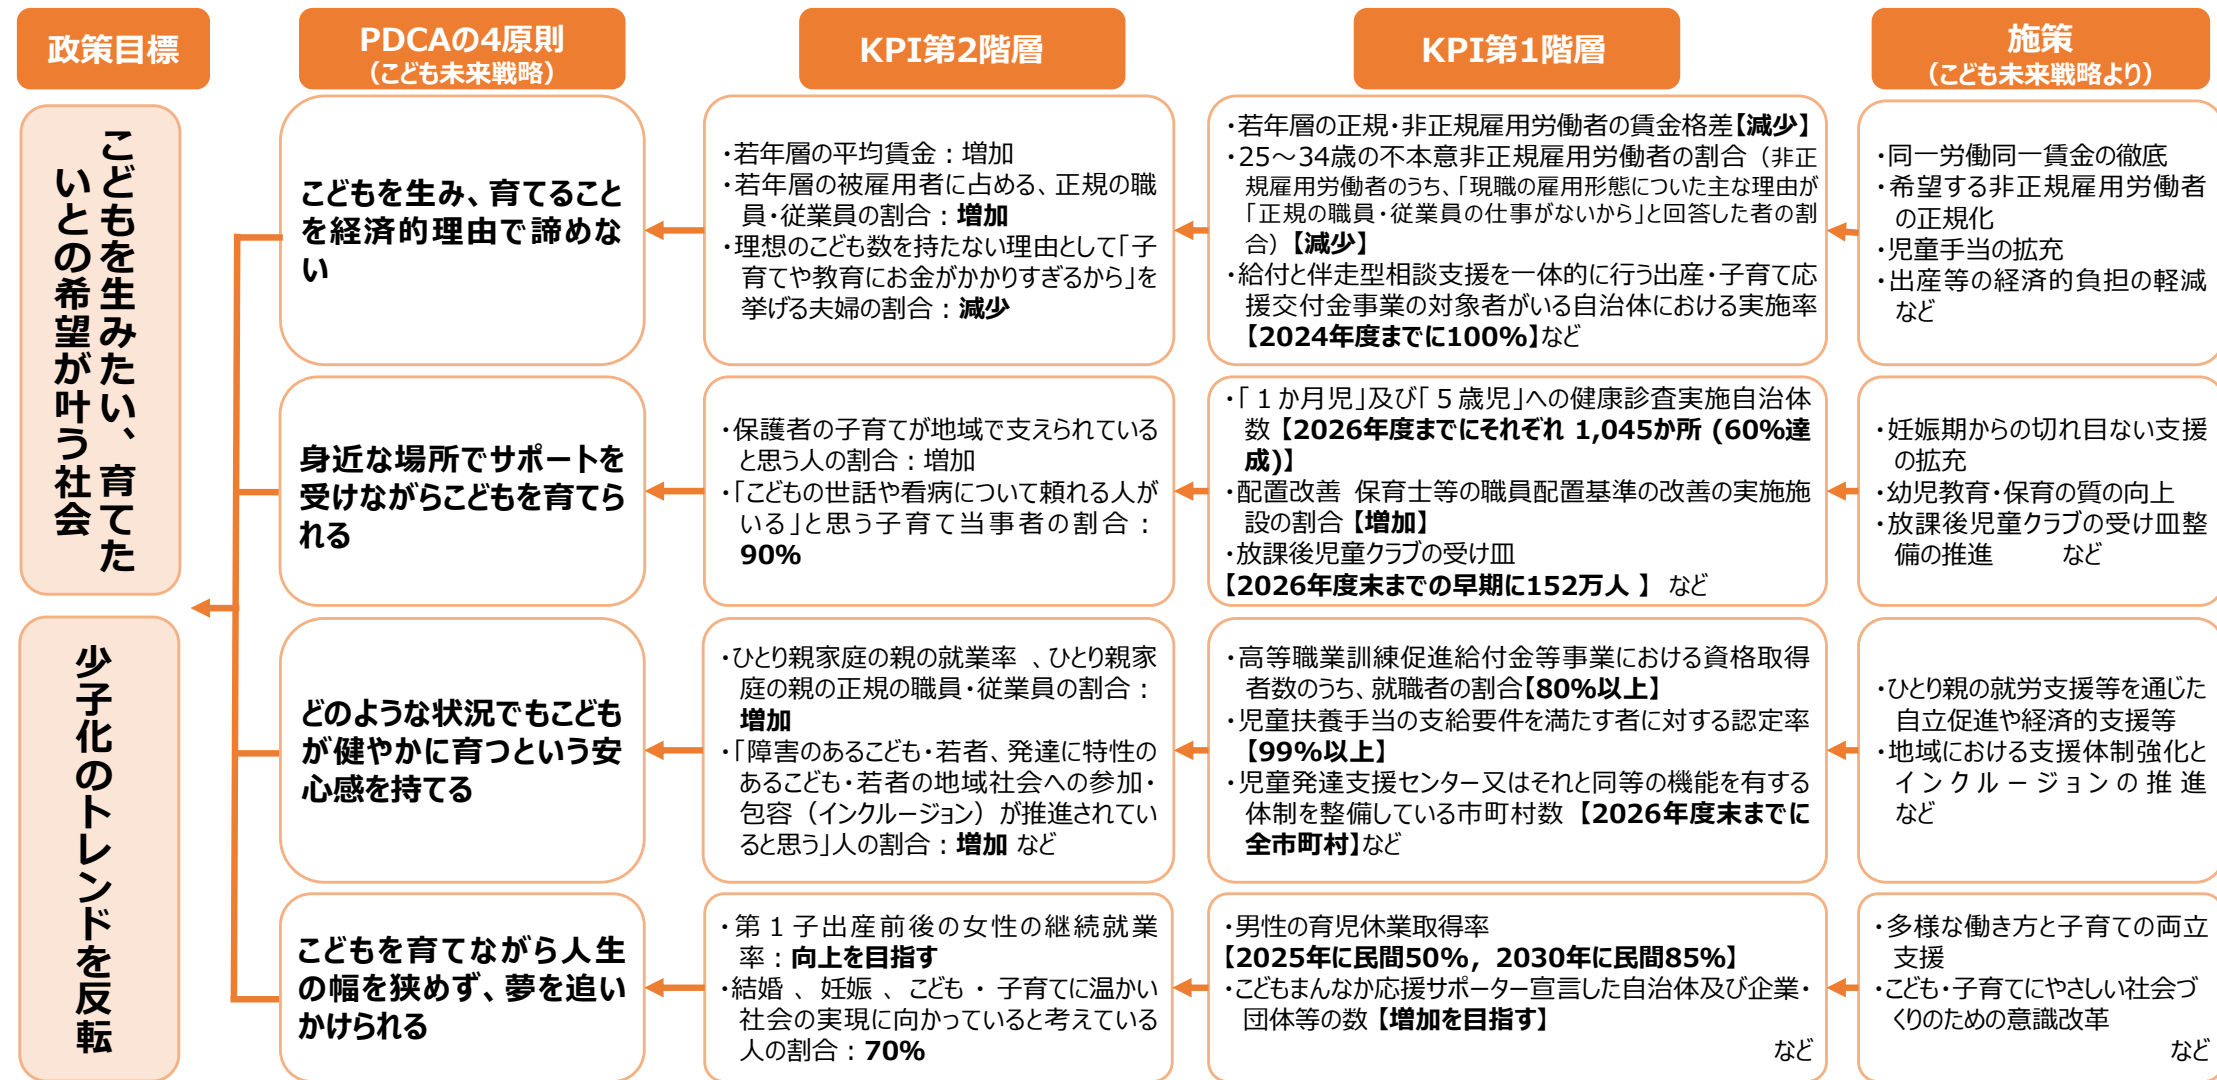 政策目標
PDCAの4原則
（こども未来戦略）
KPI第2階層
KPI第1階層
施策
（こども未来戦略より）
こどもを生みたい、育てた
いとの希望が叶う社会
少子化のトレンドを反転
こどもを生み、育てること
を経済的理由で諦めな
い
・若年層の平均賃金：増加
・若年層の被雇用者に占める、正規の職
員・従業員の割合：増加
・理想のこども数を持たない理由として「子
育てや教育にお金がかかりすぎるから」を
挙げる夫婦の割合：減少
・若年層の正規・非正規雇用労働者の賃金格差【減少】
・25～34歳の不本意非正規雇用労働者の割合（非正
規雇用労働者のうち、「現職の雇用形態についた主な理由が
「正規の職員・従業員の仕事がないから」と回答した者の割
合）【減少】
・給付と伴走型相談支援を一体的に行う出産・子育て応
援交付金事業の対象者がいる自治体における実施率
【2024年度までに100%】など
・同一労働同一賃金の徹底
・希望する非正規雇用労働者
の正規化
・児童手当の拡充
・出産等の経済的負担の軽減
など
身近な場所でサポートを
受けながらこどもを育てら
れる
・保護者の子育てが地域で支えられている
と思う人の割合：増加
・「こどもの世話や看病について頼れる人が
いる」と思う子育て当事者の割合：
90%
・「１か月児」及び「５歳児」への健康診査実施自治体
数【2026年度までにそれぞれ 1,045か所 (60%達
成)】
・配置改善 保育士等の職員配置基準の改善の実施施
設の割合【増加】
・放課後児童クラブの受け皿
【2026年度末までの早期に152万人 】 など
・妊娠期からの切れ目ない支援
の拡充
・幼児教育・保育の質の向上
・放課後児童クラブの受け皿整
備の推進 など
どのような状況でもこども
が健やかに育つという安
心感を持てる
・ひとり親家庭の親の就業率 、ひとり親家
庭の親の正規の職員・従業員の割合：
増加
・「障害のあるこども・若者、発達に特性の
あるこども・若者の地域社会への参加・
包容（インクルージョン）が推進されてい
ると思う」人の割合：増加 など
・高等職業訓練促進給付金等事業における資格取得
者数のうち、就職者の割合【80%以上】
・児童扶養手当の支給要件を満たす者に対する認定率
【99%以上】
・児童発達支援センター又はそれと同等の機能を有する
体制を整備している市町村数 【2026年度末までに
全市町村】など
・ひとり親の就労支援等を通じた
自立促進や経済的支援等
・地域における支援体制強化と
インクルージョンの推進
など
こどもを育てながら人生
の幅を狭めず、夢を追い
かけられる
・第１子出産前後の女性の継続就業
率：向上を目指す
・結婚 、妊娠 、こども ・ 子育てに温かい
社会の実現に向かっていると考えている
人の割合：70%
・男性の育児休業取得率
【2025年に民間50%，2030年に民間85%】
・こどもまんなか応援サポーター宣言した自治体及び企業・
団体等の数【増加を目指す】
など
・多様な働き方と子育ての両立
支援
・こども・子育てにやさしい社会づ
くりのための意識改革
など